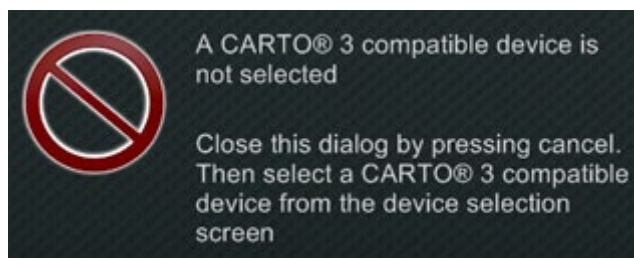 A CARTO® 3 compatible device is
not selected
Close this dialog by pressing cancel.
Then select a CARTO® 3 compatible
device from the device selection
screen